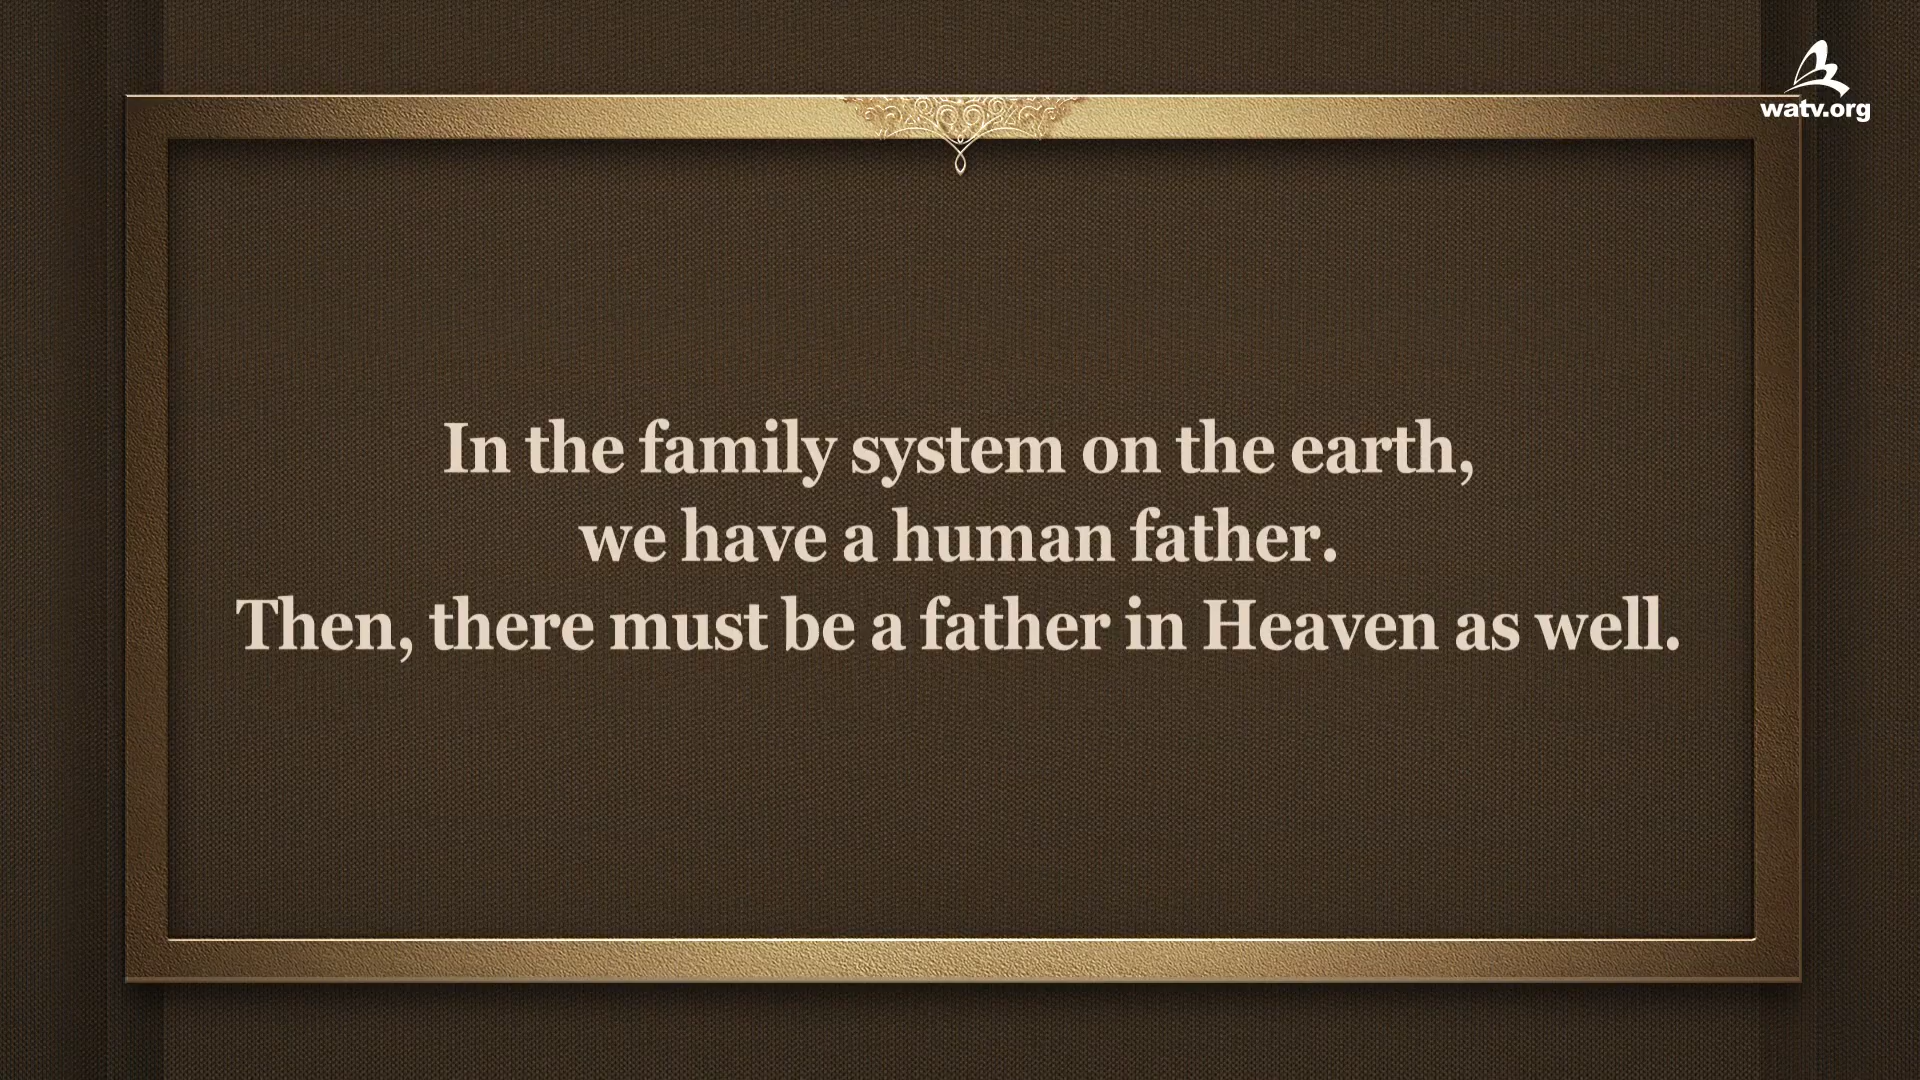 watv.org
In the family system on the earth,
we have a human father.
Then, there must be a father in Heaven as well.